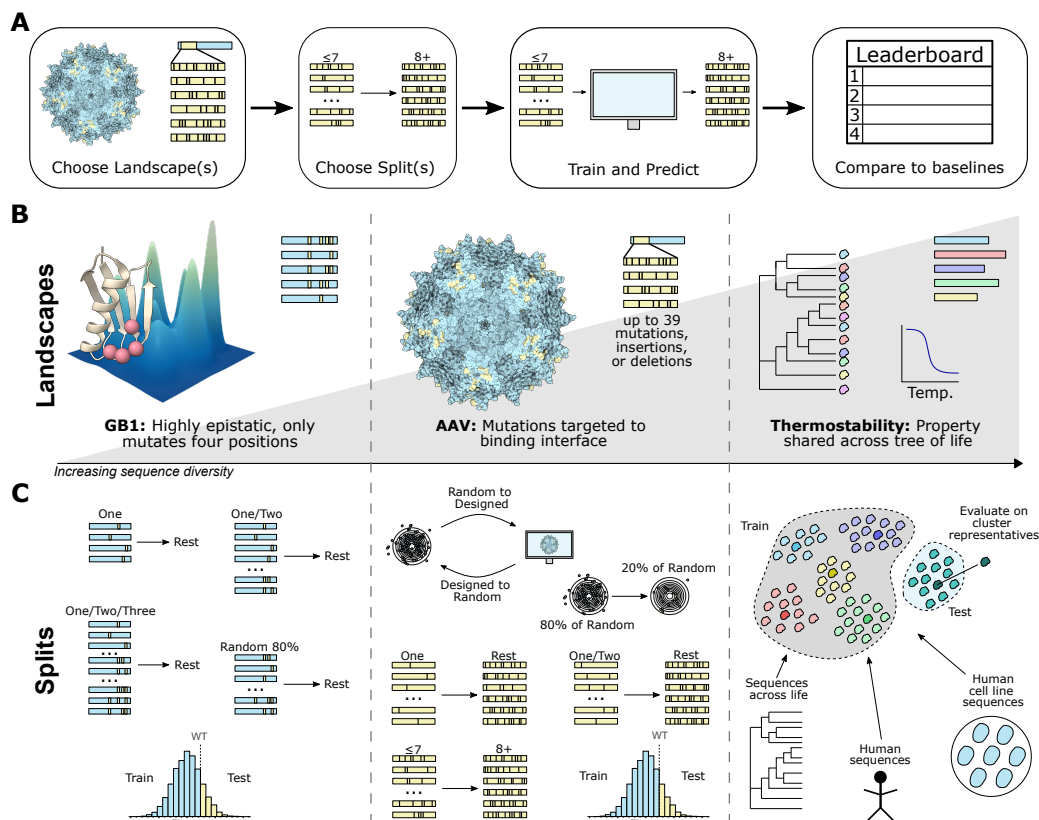 A
≤7
8+
≤7
8+
Leaderboard
1
2
3
4
Choose Landscape(s)
Choose Split(s)
Train and Predict
Compare to baselines
B
Landscapes
up to 39
mutations,
insertions,
or deletions
Temp.
GB1: Highly epistatic, only
mutates four positions
AAV: Mutations targeted to
binding interface
Thermostability: Property
shared across tree of life
Increasing sequence diversity
C
Splits
One
Rest
One/Two
Rest
One/Two/Three
Rest
Random 80%
Rest
WT
Train
Test
Random to
Designed
Designed to
Random
20% of Random
80% of Random
One
Rest
One/Two
Rest
≤7
8+
WT
Train
Test
Train
Evaluate on
cluster
representatives
Test
Sequences
across life
Human
sequences
Human
cell line
sequences